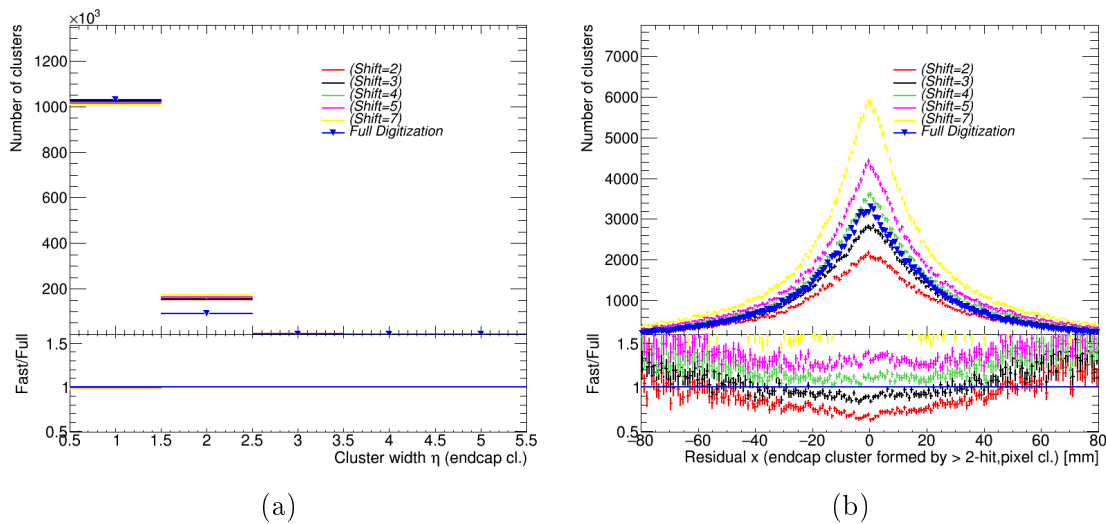 ×10³
Number of clusters
1200
1000
800
600
400
200
(Shift=2)
(Shift=3)
(Shift=4)
(Shift=5)
(Shift=7)
Full Digitization
Fast/Full
1.5
1
0.5
0.5 1 1.5 2 2.5 3 3.5 4 4.5 5 5.5
Cluster width η (endcap cl.)
(a)
Number of clusters
7000
6000
5000
4000
3000
2000
1000
(Shift=2)
(Shift=3)
(Shift=4)
(Shift=5)
(Shift=7)
Full Digitization
Fast/Full
1.5
1
0.5
−80 −60 −40 −20 0 20 40 60 80
Residual x (endcap cluster formed by > 2-hit,pixel cl.) [mm]
(b)